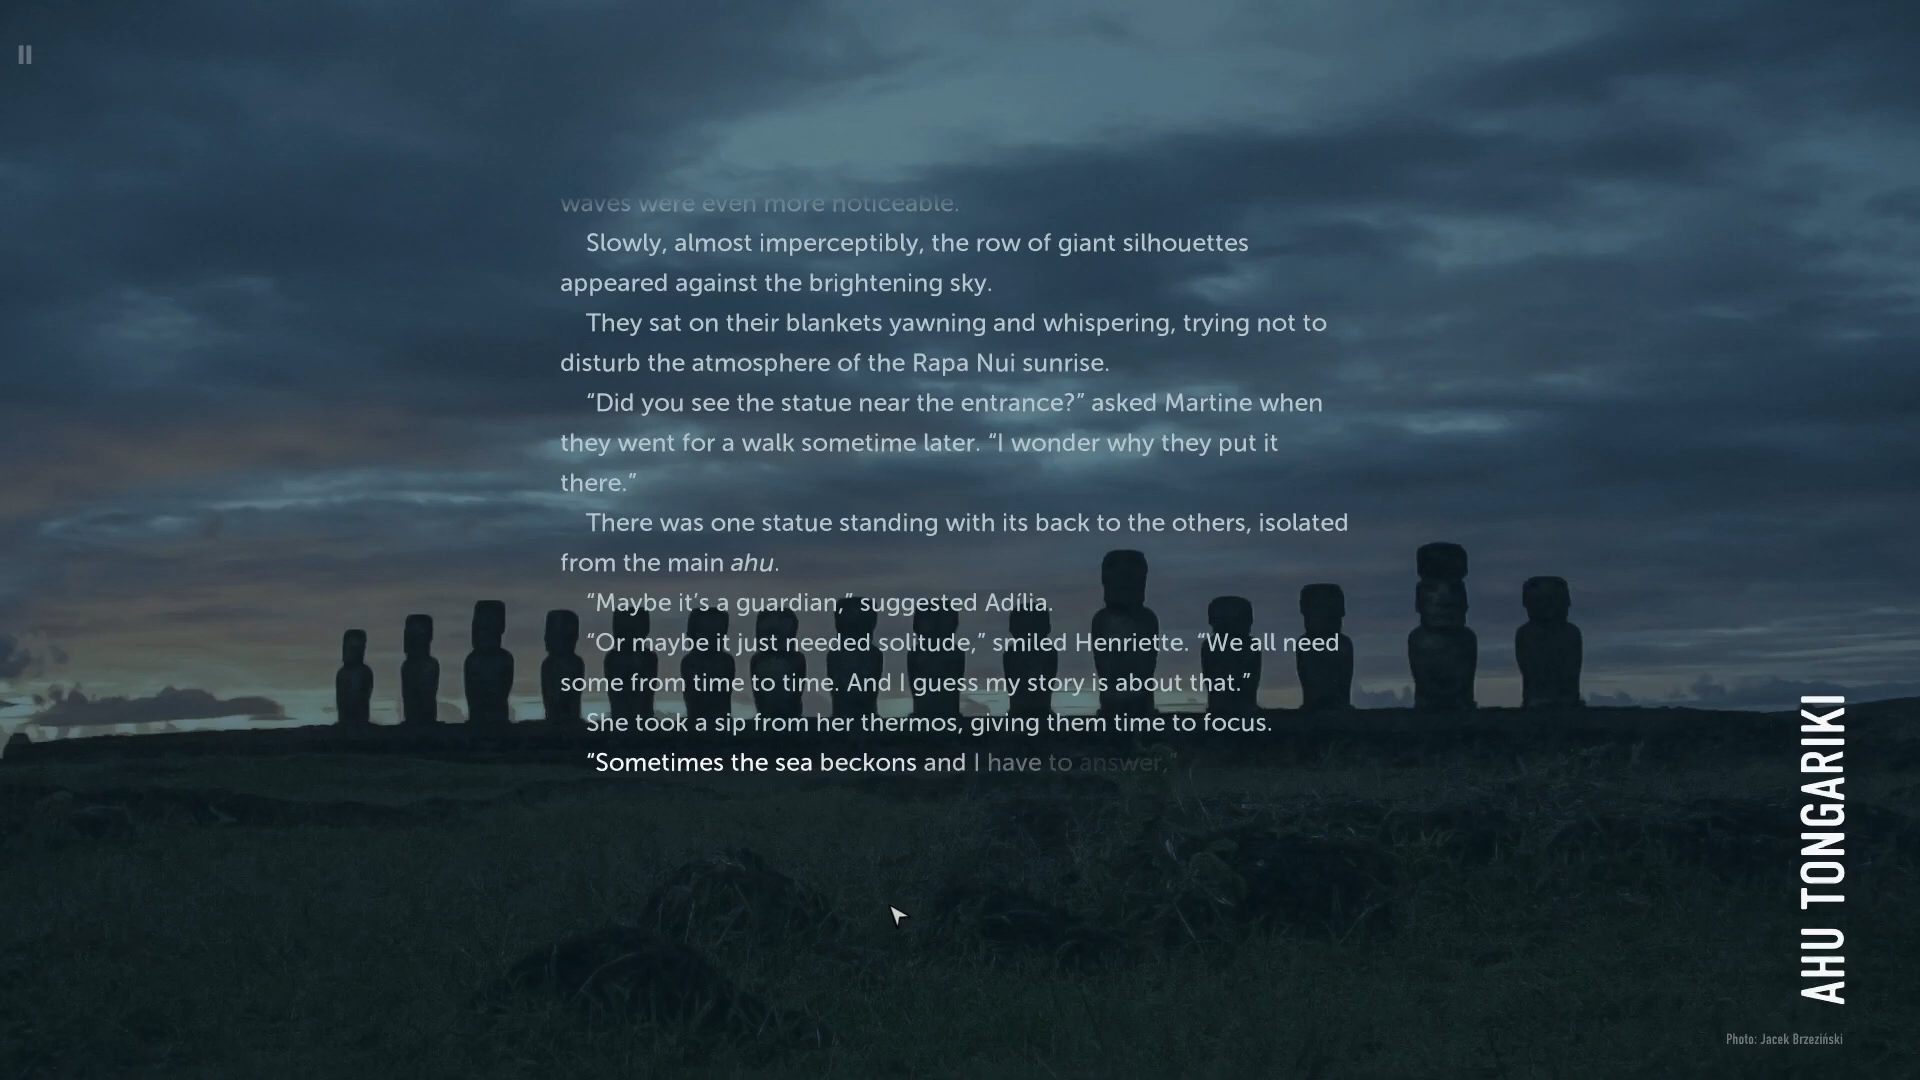 waves were even more noticeable.
Slowly, almost imperceptibly, the row of giant silhouettes
appeared against the brightening sky.
They sat on their blankets yawning and whispering, trying not to
disturb the atmosphere of the Rapa Nui sunrise.
“Did you see the statue near the entrance?” asked Martine when
they went for a walk sometime later. “I wonder why they put it
there.”
There was one statue standing with its back to the others, isolated
from the main ahu.
“Maybe it’s a guardian,” suggested Adília.
“Or maybe it just needed solitude,” smiled Henriette. “We all need
some from time to time. And I guess my story is about that.”
She took a sip from her thermos, giving them time to focus.
“Sometimes the sea beckons and I have to answer,”
AHU TONGARIKI
Photo: Jacek Brzeziński